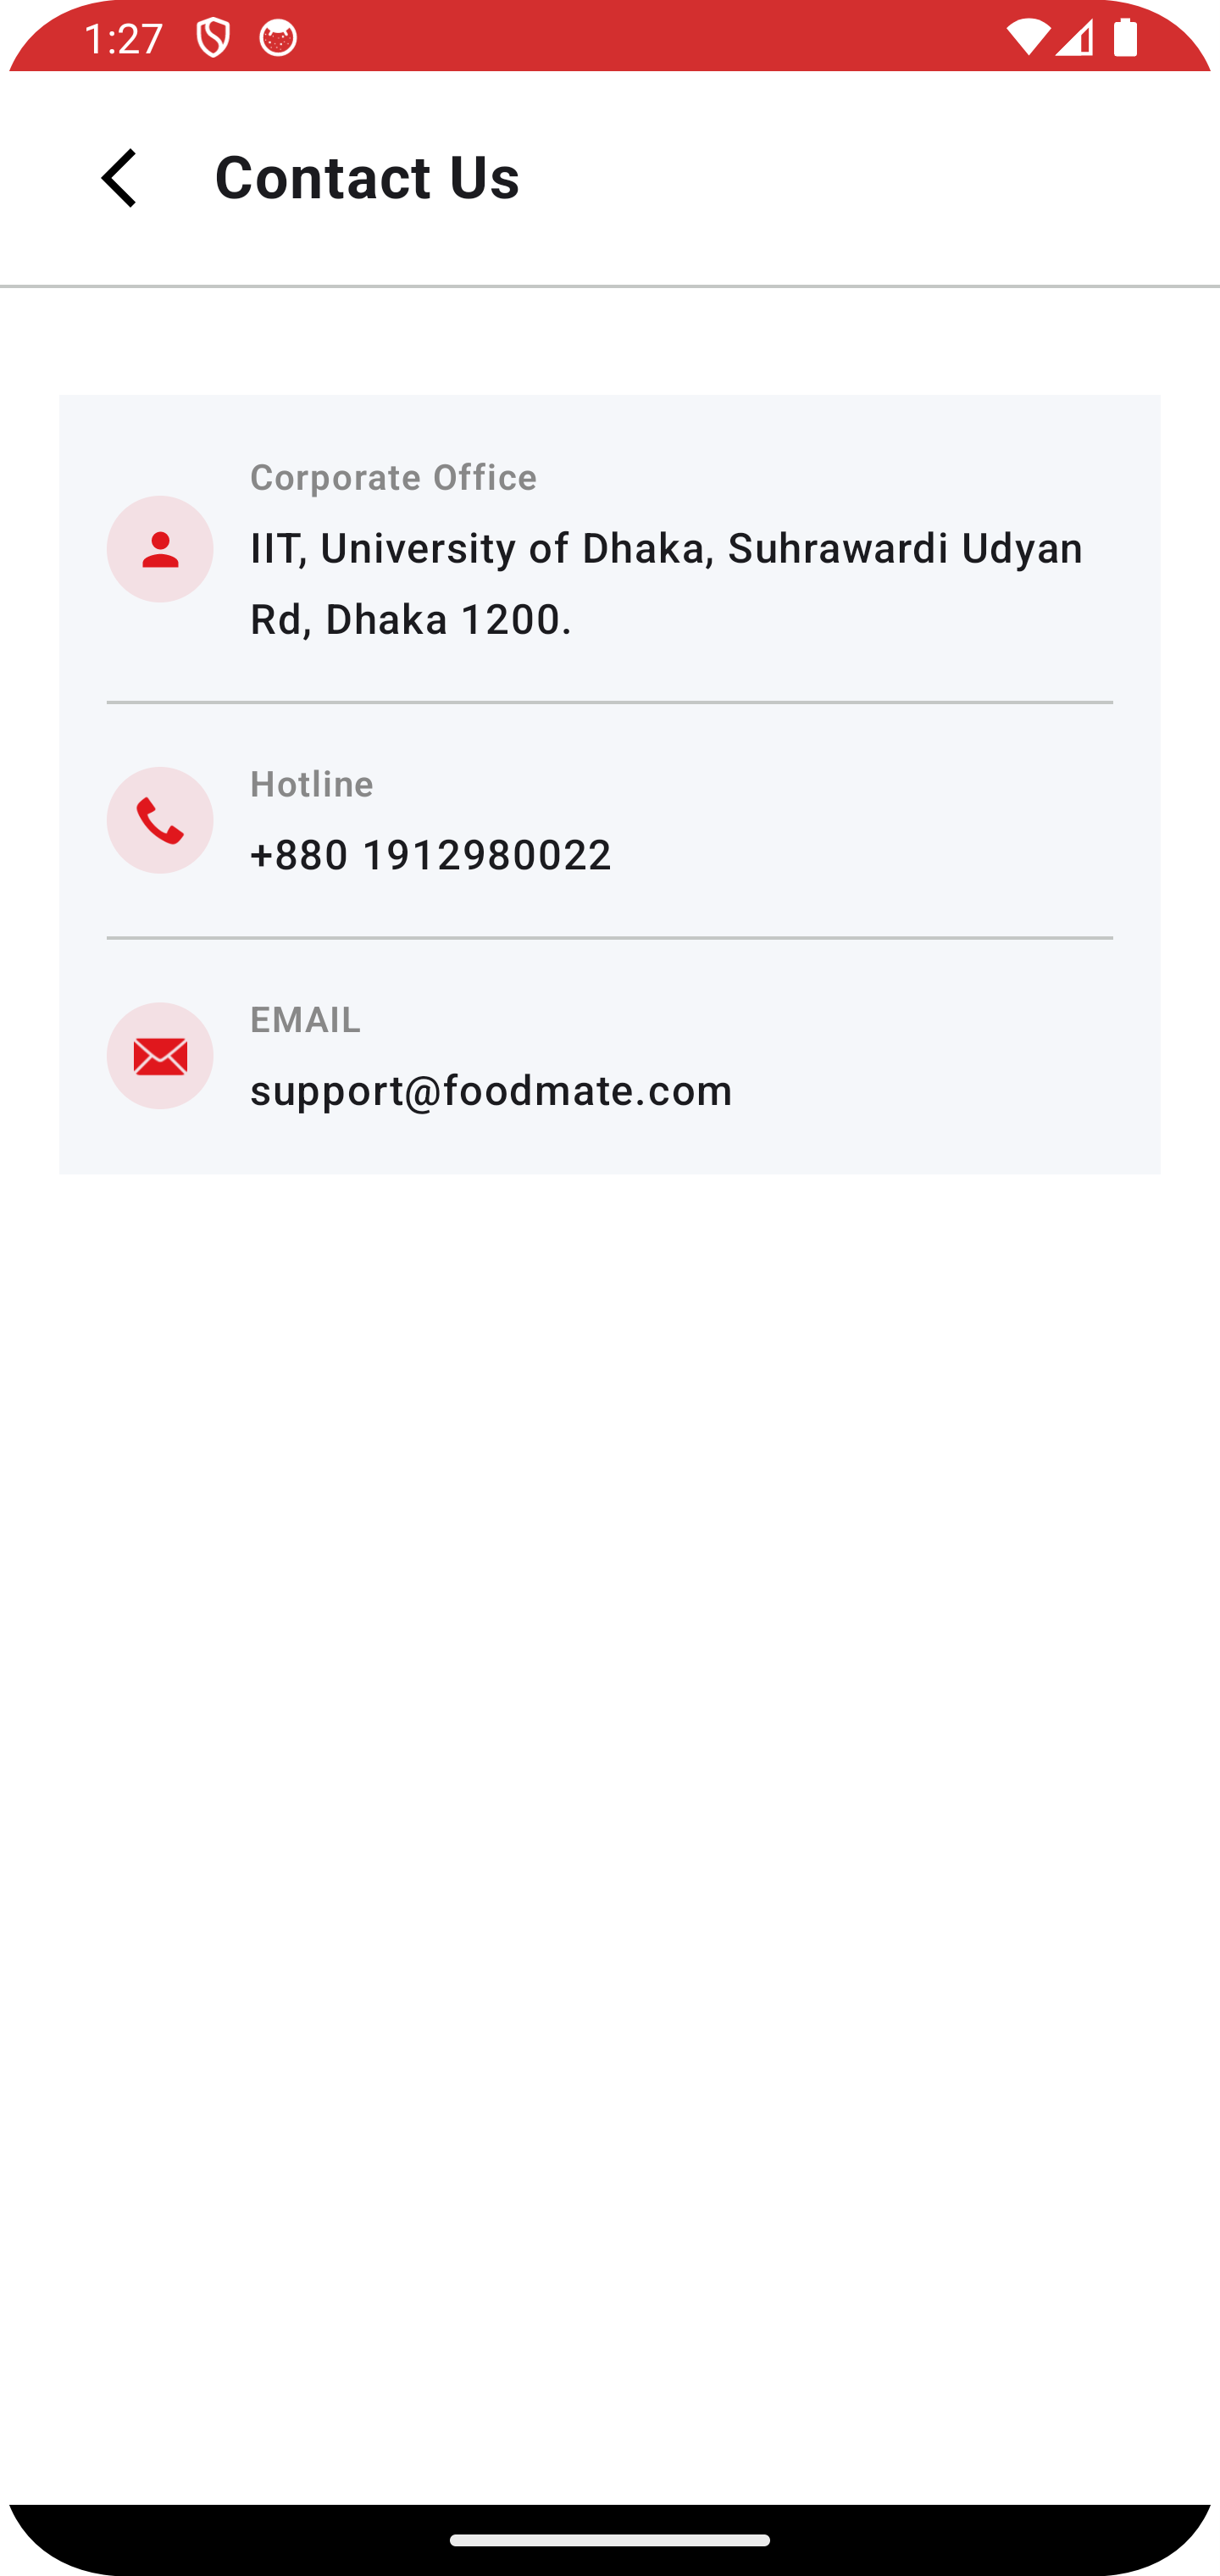 1:27
Contact Us
Corporate Office
IIT, University of Dhaka, Suhrawardi Udyan
Rd, Dhaka 1200.
Hotline
+880 1912980022
EMAIL
support@foodmate.com